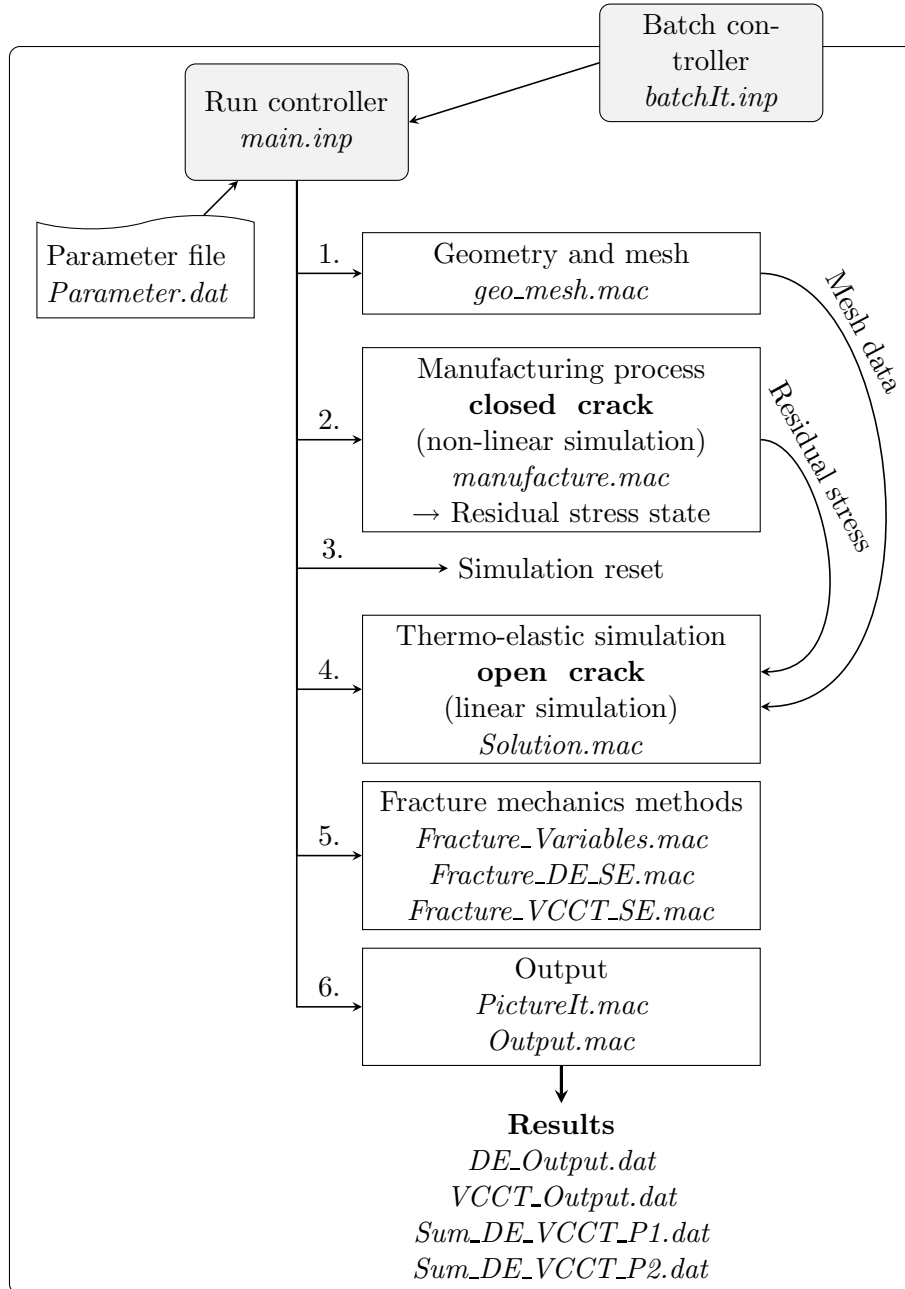 Batch con-
troller
batchIt.inp
Run controller
main.inp
Parameter file
Parameter.dat
1.
Geometry and mesh
geo_mesh.mac
Mesh data
2.
Manufacturing process
closed crack
(non-linear simulation)
manufacture.mac
→ Residual stress state
Residual stress
3.
Simulation reset
4.
Thermo-elastic simulation
open crack
(linear simulation)
Solution.mac
5.
Fracture mechanics methods
Fracture_Variables.mac
Fracture_DE_SE.mac
Fracture_VCCT_SE.mac
6.
Output
PictureIt.mac
Output.mac
Results
DE_Output.dat
VCCT_Output.dat
Sum_DE_VCCT_P1.dat
Sum_DE_VCCT_P2.dat